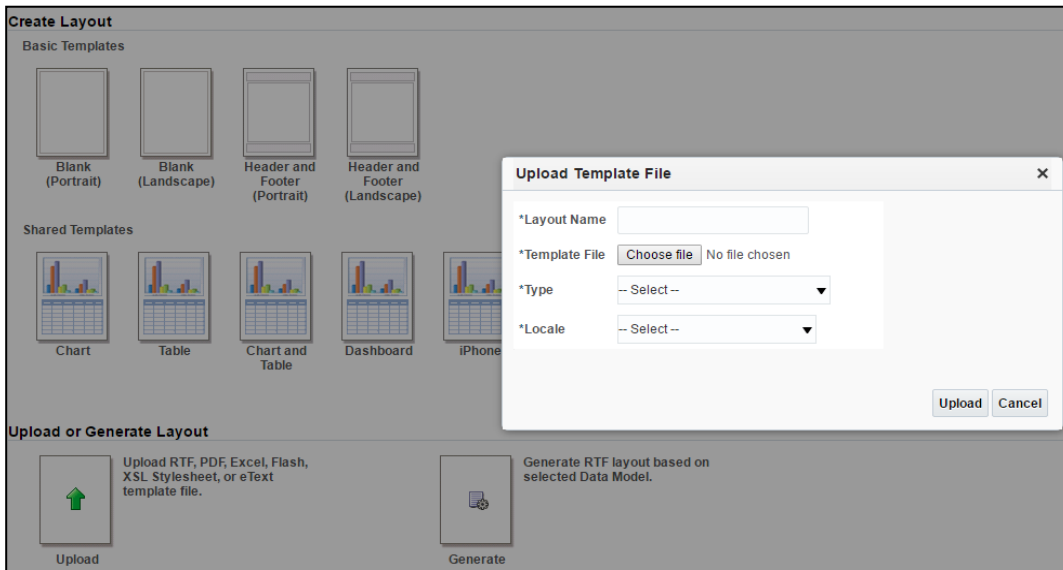 Create Layout
Basic Templates
Blank
(Portrait)
Blank
(Landscape)
Header and
Footer
(Portrait)
Header and
Footer
(Landscape)
Shared Templates
Chart
Table
Chart and
Table
Dashboard
iPhone
Upload Template File
*Layout Name
*Template File Choose file No file chosen
*Type -- Select --
*Locale -- Select --
Upload Cancel
Upload or Generate Layout
Upload RTF, PDF, Excel, Flash,
XSL Stylesheet, or eText
template file.
Upload
Generate RTF layout based on
selected Data Model.
Generate